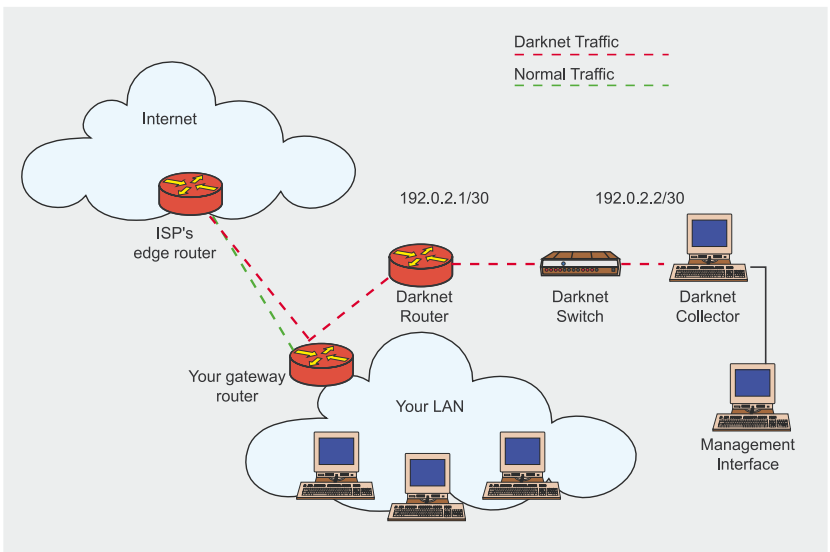 Darknet Traffic
Normal Traffic
Internet
ISP's
edge router
192.0.2.1/30
192.0.2.2/30
Darknet
Router
Darknet
Switch
Darknet
Collector
Your gateway
router
Your LAN
Management
Interface